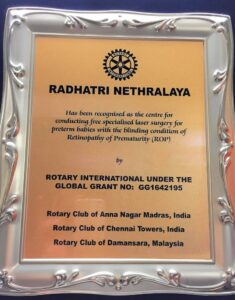 RADHATRI NETHRALAYA
Has been recognised as the centre for
conducting free specialised laser surgery for
preterm babies with the blinding condition of
Retinopathy of Prematurity (ROP)
by
ROTARY INTERNATIONAL UNDER THE
GLOBAL GRANT NO: GG1642195
Rotary Club of Anna Nagar Madras, India
Rotary Club of Chennai Towers, India
Rotary Club of Damansara, Malaysia